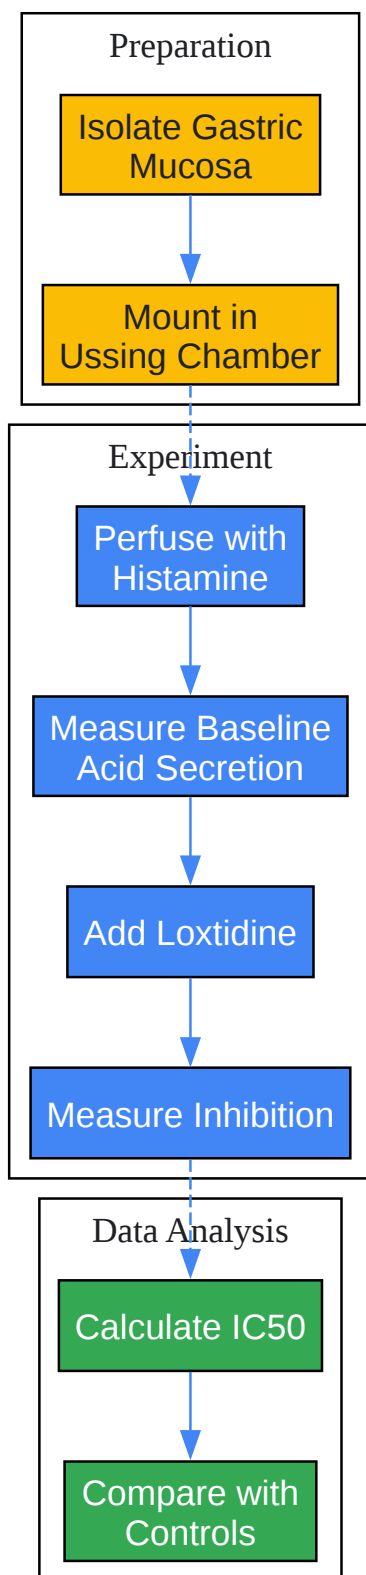 Preparation
Isolate Gastric
Mucosa
Mount in
Ussing Chamber
Experiment
Perfuse with
Histamine
Measure Baseline
Acid Secretion
Add Loxtidine
Measure Inhibition
Data Analysis
Calculate IC50
Compare with
Controls